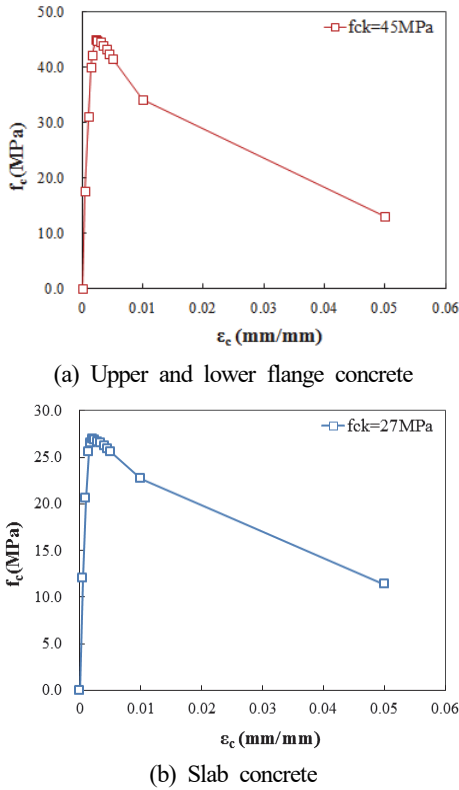 50.0
40.0
30.0
20.0
10.0
0.0
fc(MPa)
fck=45MPa
0 0.01 0.02 0.03 0.04 0.05 0.06
εc (mm/mm)
(a) Upper and lower flange concrete
30.0
25.0
20.0
15.0
10.0
5.0
0.0
fc(MPa)
fck=27MPa
0 0.01 0.02 0.03 0.04 0.05 0.06
εc (mm/mm)
(b) Slab concrete